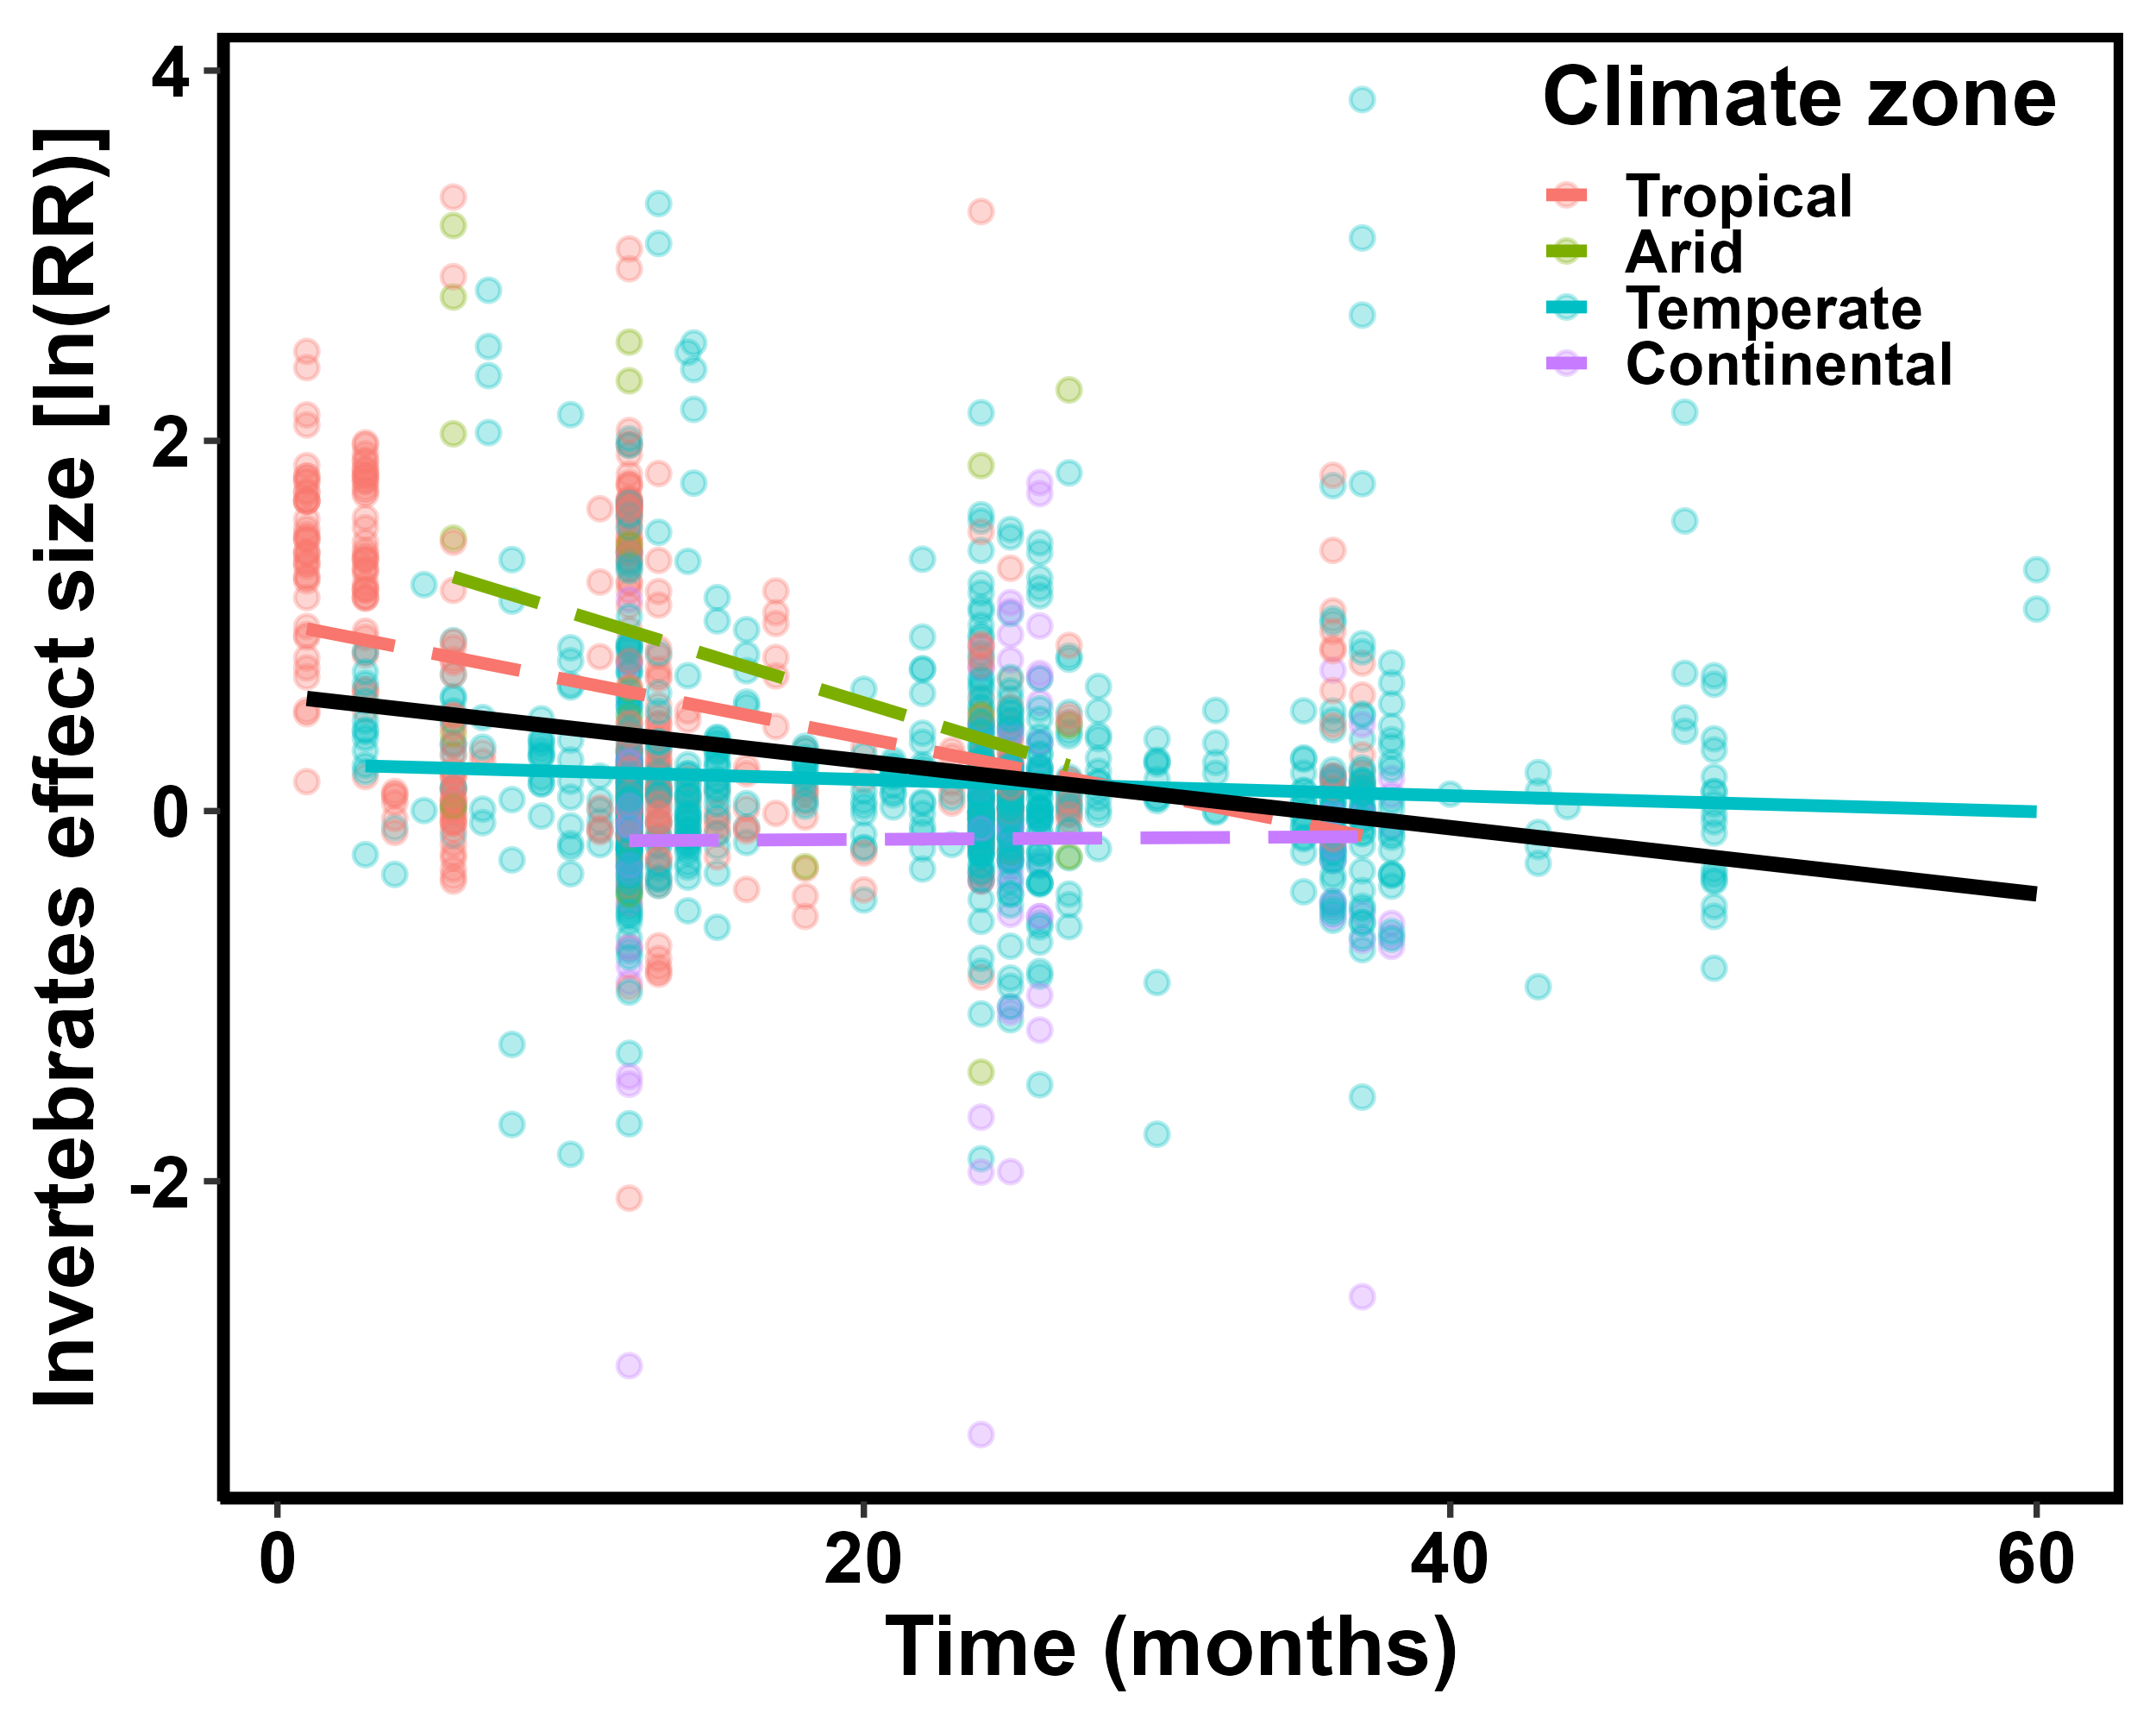 Invertebrates effect size [ln(RR)]
4
2
0
-2
Climate zone
Tropical
Arid
Temperate
Continental
0 20 40 60
Time (months)